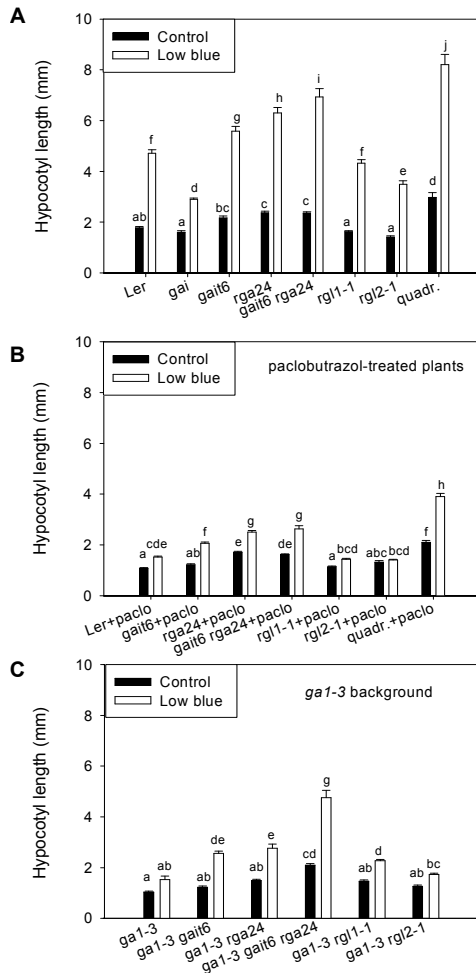 A
10
Control
Low blue
8
6
4
2
0
Hypocotyl length (mm)
ab f a d bc g c h c i a f a e d j
Ler gai gait6 rga24 gait6 rga24 rgl1-1 rgl2-1 quadr.
B
10
Control
Low blue
paclobutrazol-treated plants
8
6
4
2
0
Hypocotyl length (mm)
a cde ab f e g de g a bcd abc bcd f h
Ler+paclo gait6+paclo rga24+paclo gait6 rga24+paclo rgl1-1+paclo rgl2-1+paclo quadr.+paclo
C
10
Control
Low blue
ga1-3 background
8
6
4
2
0
Hypocotyl length (mm)
a ab ab de ab e cd g ab d ab bc
ga1-3 ga1-3 gait6 ga1-3 rga24 ga1-3 gait6 rga24 ga1-3 rgl1-1 ga1-3 rgl2-1